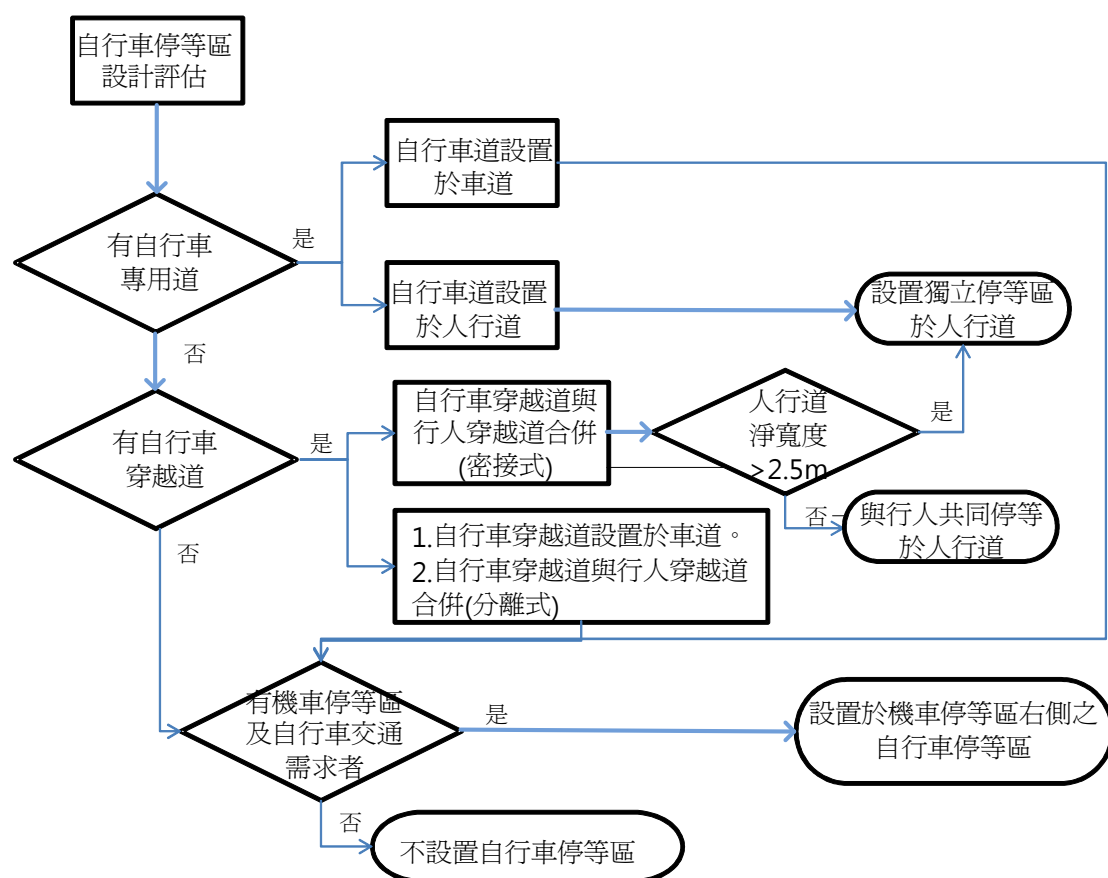 自行車停等區
設計評估
自行車道設置
於車道
有自行車
專用道
是
自行車道設置
於人行道
設置獨立停等區
於人行道
否
有自行車
穿越道
是
自行車穿越道與
行人穿越道合併
(密接式)
人行道
淨寬度
>2.5m
是
否
與行人共同停等
於人行道
否
1.自行車穿越道設置於車道。
2.自行車穿越道與行人穿越道
合併(分離式)
有機車停等區
及自行車交通
需求者
是
設置於機車停等區右側之
自行車停等區
否
不設置自行車停等區